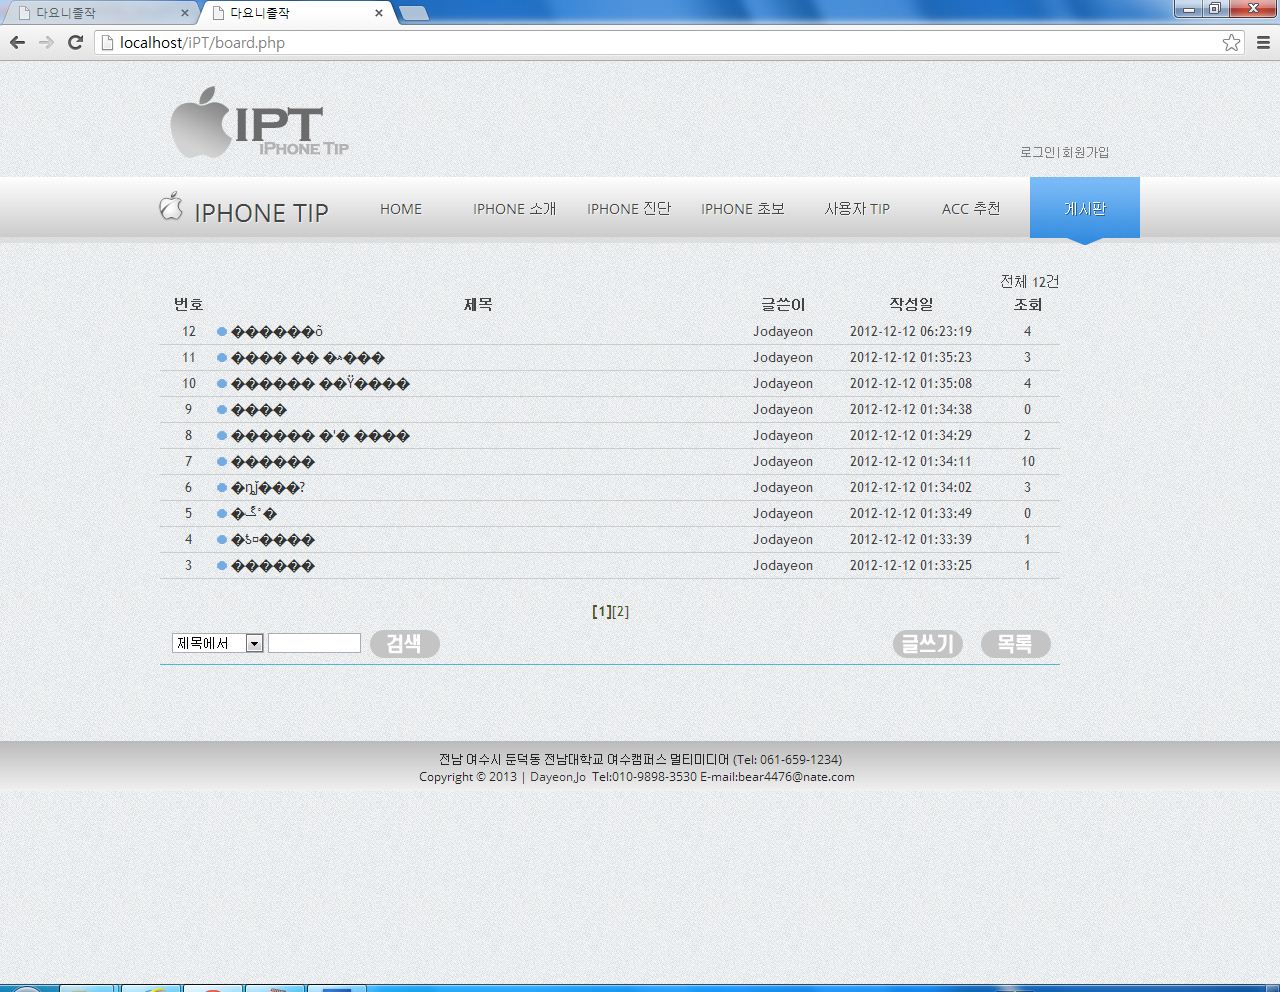 다요니졸작
다요니졸작
localhost/iPT/board.php
IPT
IPHONE TIP
로그인|회원가입
IPHONE TIP
HOME
IPHONE 소개
IPHONE 진단
IPHONE 초보
사용자 TIP
ACC 추천
게시판
전체 12건
번호 제목 글쓴이 작성일 조회
12 ������õ Jodayeon 2012-12-12 06:23:19 4
11 Jodayeon 2012-12-12 01:35:23 3
10 ������ ��Ÿ���� Jodayeon 2012-12-12 01:35:08 4
9 ���� Jodayeon 2012-12-12 01:34:38 0
8 ������ �'� ���� Jodayeon 2012-12-12 01:34:29 2
7 ������ Jodayeon 2012-12-12 01:34:11 10
6 Jodayeon 2012-12-12 01:34:02 3
5 Jodayeon 2012-12-12 01:33:49 0
4 Jodayeon 2012-12-12 01:33:39 1
3 ������ Jodayeon 2012-12-12 01:33:25 1
[1][2]
제목에서 검색 글쓰기 목록
전남 여수시 둔덕동 전남대학교 여수캠퍼스 멀티미디어 (Tel: 061-659-1234)
Copyright © 2013 | Dayeon,Jo Tel:010-9898-3530 E-mail:bear4476@nate.com